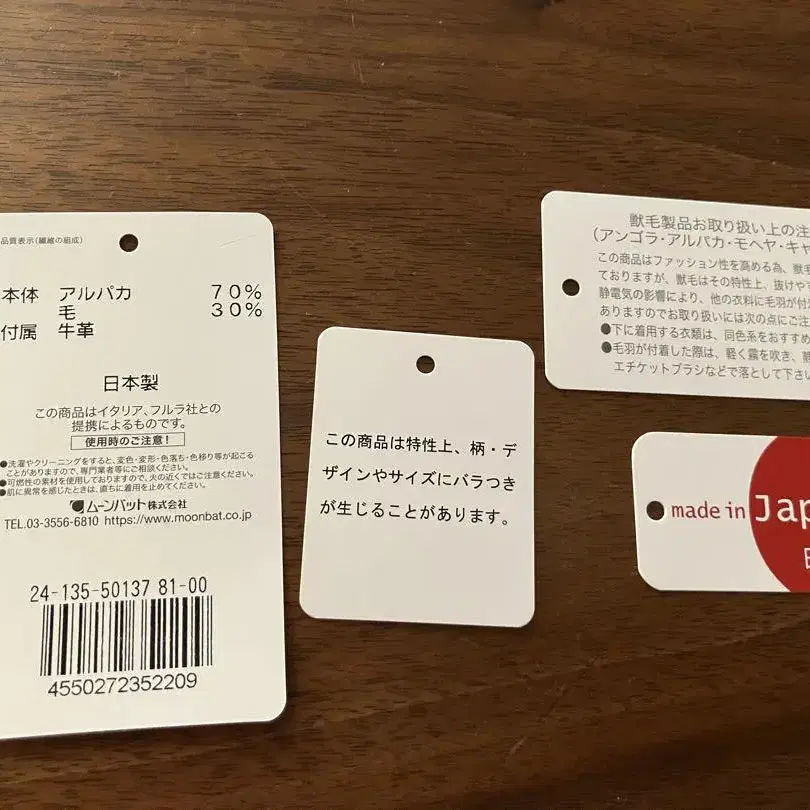 品質表示(繊維の組成)
本体 アルパカ 70%
毛 30%
付属 牛革
日本製
この商品はイタリア、フルラ社との
提携によるものです。
使用時のご注意!
●洗濯やクリーニングをすると、変色・変形・色落ち・色移り等が起こる
ことがありますので、専門業者等にご相談ください。
●可燃性の素材を使用しておりますので、火の近くではご注意ください。
●肌に異常を感じたときは、直ちに着用を止めてください。
ムーンバット株式会社
TEL.03-3556-6810 https://www.moonbat.co.jp
24-135-50137 81-00
4550272352209
この商品は特性上、柄・デ
ザインやサイズにバラつき
が生じることがあります。
獣毛製品お取り扱い上の注
(アンゴラ・アルパカ・モヘヤ・キャ
この商品はファッション性を高める為、獣毛
ておりますが、獣毛はその特性上、抜けやす
静電気の影響により、他の衣料に毛羽が付
ありますのでお取り扱いには次の点にご注
●下に着用する衣類は、同色系をおすすめ
●毛羽が付着した際は、軽く霧を吹き、
エチケットブラシなどで落として下さい
made in Jap